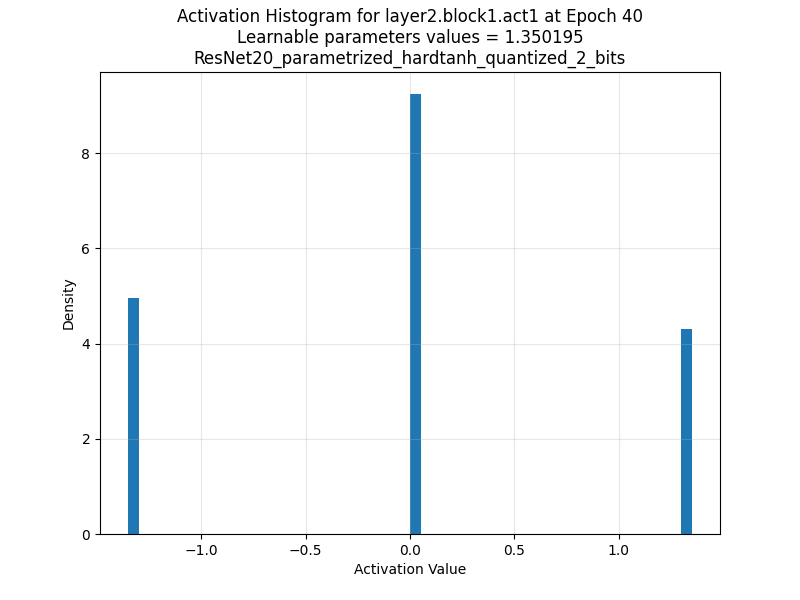 Activation Histogram for layer2.block1.act1 at Epoch 40
Learnable parameters values = 1.350195
ResNet20_parametrized_hardtanh_quantized_2_bits
8
6
4
2
0
Density
−1.0 −0.5 0.0 0.5 1.0
Activation Value